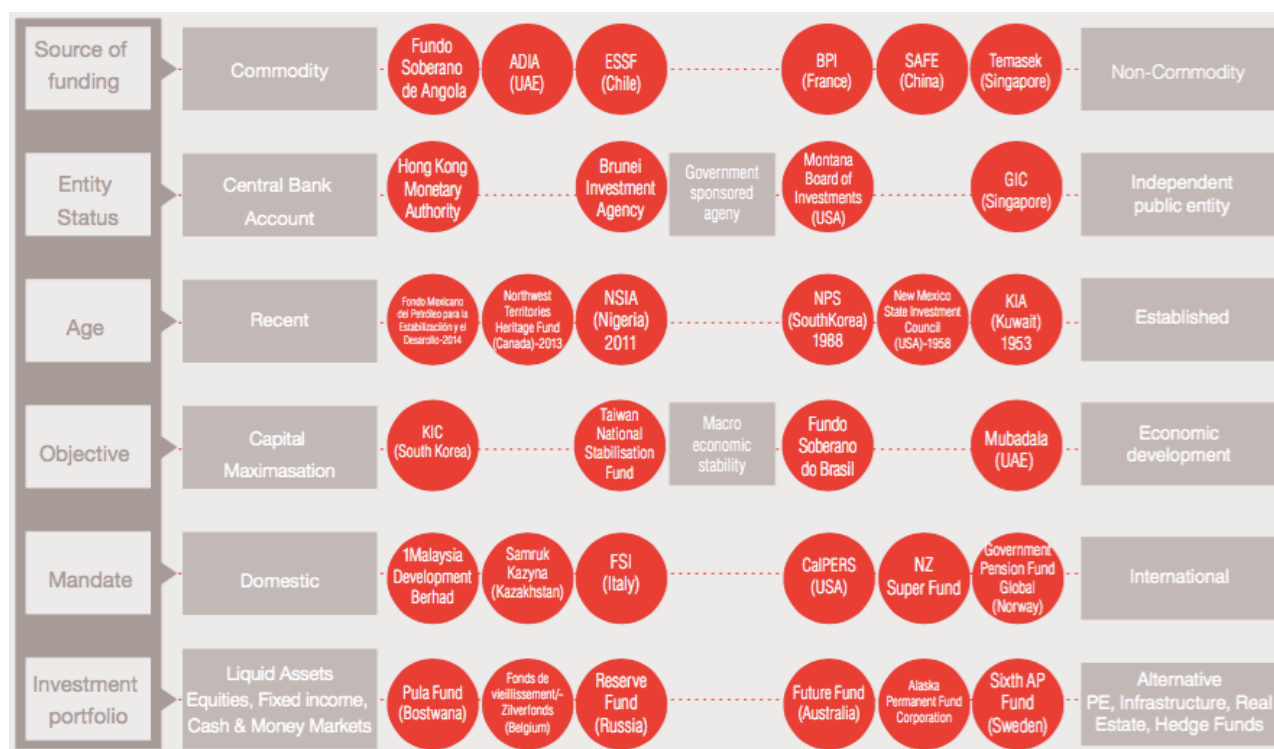 Source of
funding
Commodity
Fundo
Soberano
de Angola
ADIA
(UAE)
ESSF
(Chile)
BPI
(France)
SAFE
(China)
Temasek
(Singapore)
Non-Commodity
Entity
Status
Central Bank
Account
Hong Kong
Monetary
Authority
Brunei
Investment
Agency
Government
sponsored
ageny
Montana
Board of
Investments
(USA)
GIC
(Singapore)
Independent
public entity
Age
Recent
Fondo Mexicano
del Petróleo para la
Estabilización y el
Desarollo-2014
Northwest
Territories
Heritage Fund
(Canada)-2013
NSIA
(Nigeria)
2011
NPS
(SouthKorea)
1988
New Mexico
State Investment
Council
(USA)-1958
KIA
(Kuwait)
1953
Established
Objective
Capital
Maximasation
KIC
(South Korea)
Taiwan
National
Stabilisation
Fund
Macro
economic
stability
Fundo
Soberano
do Brasil
Mubadala
(UAE)
Economic
development
Mandate
Domestic
1Malaysia
Development
Berhad
Samruk
Kazyna
(Kazakhstan)
FSI
(Italy)
CalPERS
(USA)
NZ
Super Fund
Government
Pension Fund
Global
(Norway)
International
Investment
portfolio
Liquid Assets
Equities, Fixed income,
Cash & Money Markets
Pula Fund
(Bostwana)
Fonds de
vieillissement/-
Zilverfonds
(Belgium)
Reserve
Fund
(Russia)
Future Fund
(Australia)
Alaska
Permanent Fund
Corporation
Sixth AP
Fund
(Sweden)
Alternative
PE, Infrastructure, Real
Estate, Hedge Funds